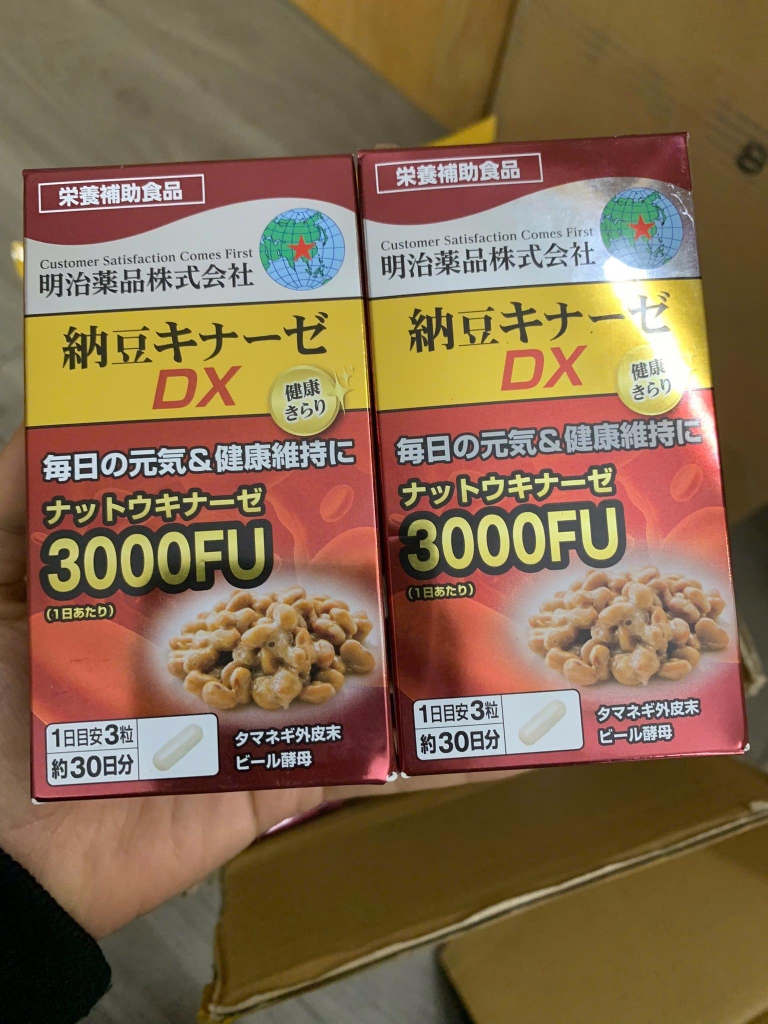 栄養補助食品
Customer Satisfaction Comes First
明治薬品株式会社
納豆キナーゼ
DX
健康
きらり
毎日の元気&健康維持に
ナットウキナーゼ
3000FU
(1日あたり)
1日目安3粒
約30日分
タマネギ外皮末
ビール酵母
栄養補助食品
Customer Satisfaction Comes First
明治薬品株式会社
納豆キナーゼ
DX
健康
きらり
毎日の元気&健康維持に
ナットウキナーゼ
3000FU
(1日あたり)
1日目安3粒
約30日分
タマネギ外皮末
ビール酵母